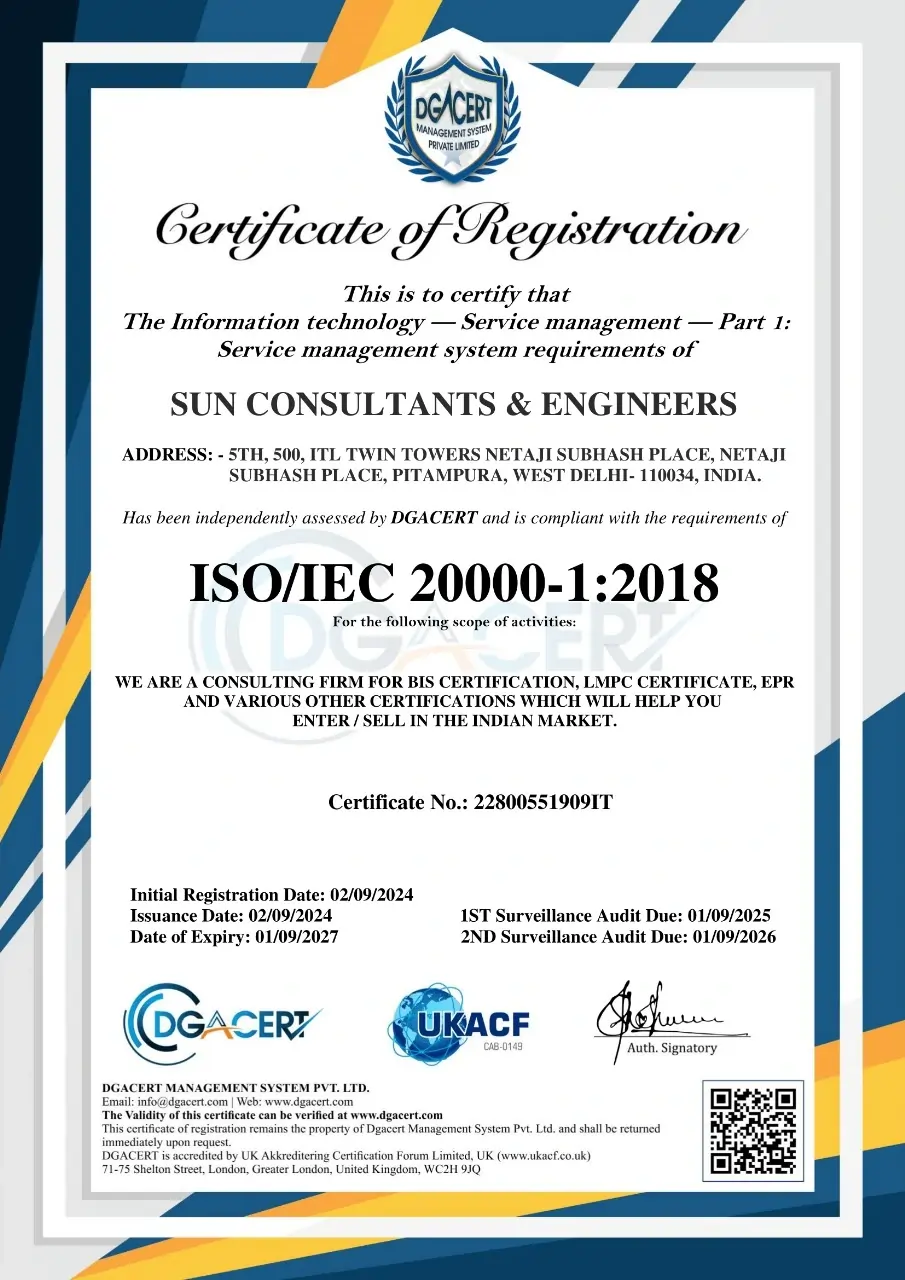 DGACERT
MANAGEMENT SYSTEM
PRIVATE LIMITED
Certificate of Registration
This is to certify that
The Information technology — Service management — Part 1:
Service management system requirements of
SUN CONSULTANTS & ENGINEERS
ADDRESS: - 5TH, 500, ITL TWIN TOWERS NETAJI SUBHASH PLACE, NETAJI
SUBHASH PLACE, PITAMPURA, WEST DELHI- 110034, INDIA.
Has been independently assessed by DGACERT and is compliant with the requirements of
ISO/IEC 20000-1:2018
For the following scope of activities:
DGACERT
WE ARE A CONSULTING FIRM FOR BIS CERTIFICATION, LMPC CERTIFICATE, EPR
AND VARIOUS OTHER CERTIFICATIONS WHICH WILL HELP YOU
ENTER / SELL IN THE INDIAN MARKET.
Certificate No.: 22800551909IT
Initial Registration Date: 02/09/2024
Issuance Date: 02/09/2024
Date of Expiry: 01/09/2027
1ST Surveillance Audit Due: 01/09/2025
2ND Surveillance Audit Due: 01/09/2026
DGACERT
UKACF
CAB-0149
Auth. Signatory
DGACERT MANAGEMENT SYSTEM PVT. LTD.
Email: info@dgacert.com | Web: www.dgacert.com
The Validity of this certificate can be verified at www.dgacert.com
This certificate of registration remains the property of Dgacert Management System Pvt. Ltd. and shall be returned
immediately upon request.
DGACERT is accredited by UK Akkreditering Certification Forum Limited, UK (www.ukacf.co.uk)
71-75 Shelton Street, London, Greater London, United Kingdom, WC2H 9JQ